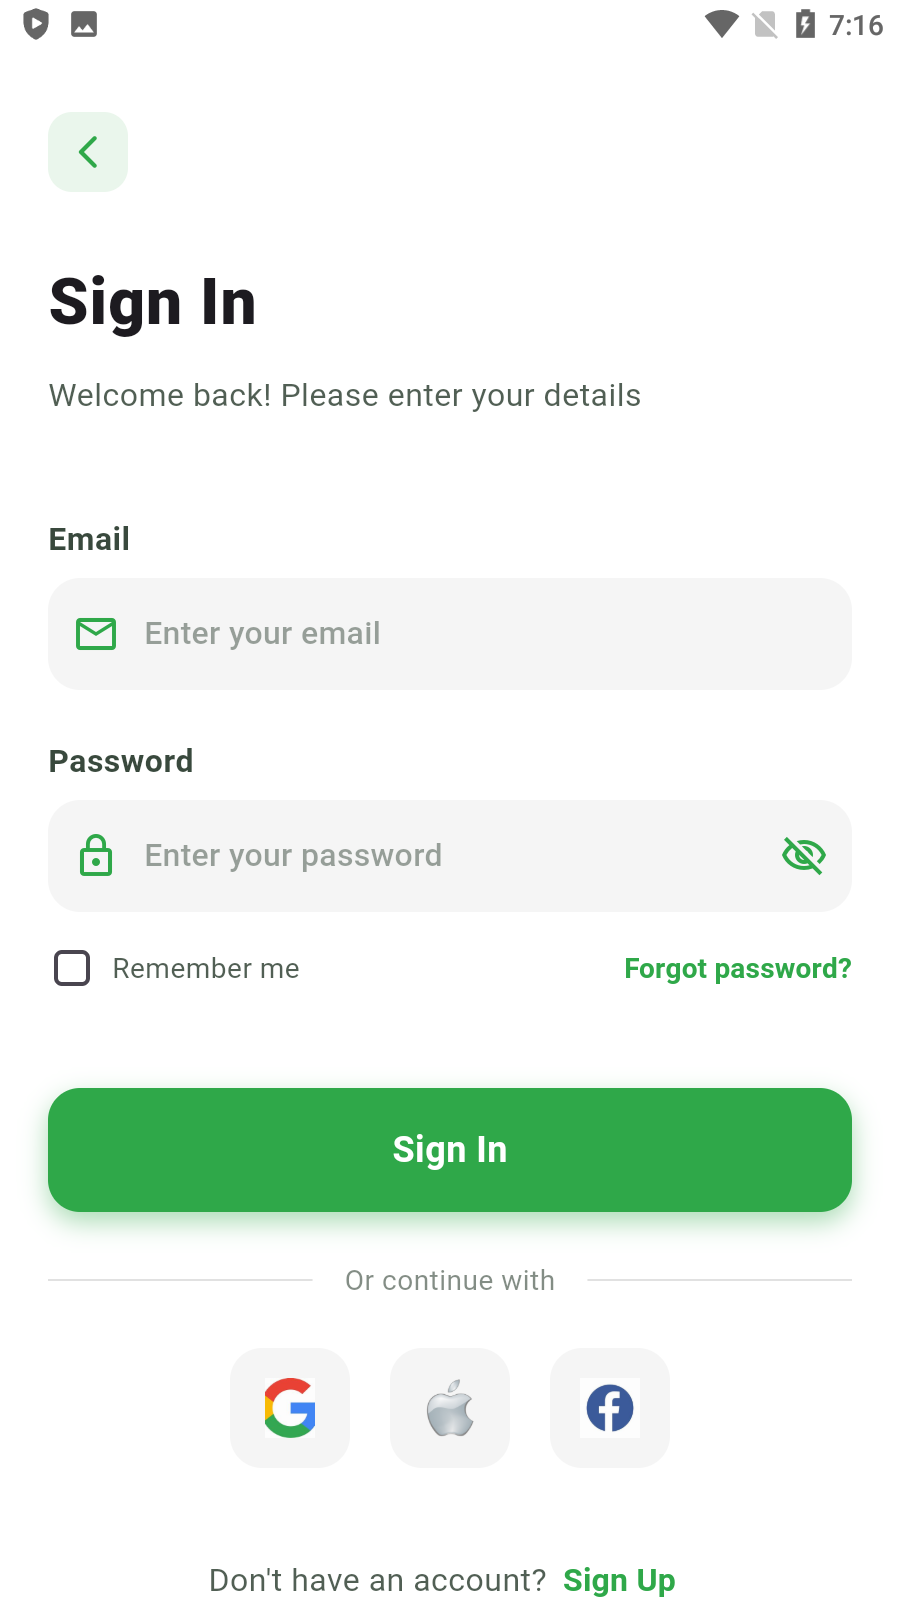 7:16
Sign In
Welcome back! Please enter your details
Email
Enter your email
Password
Enter your password
Remember me
Forgot password?
Sign In
Or continue with
Don't have an account? Sign Up